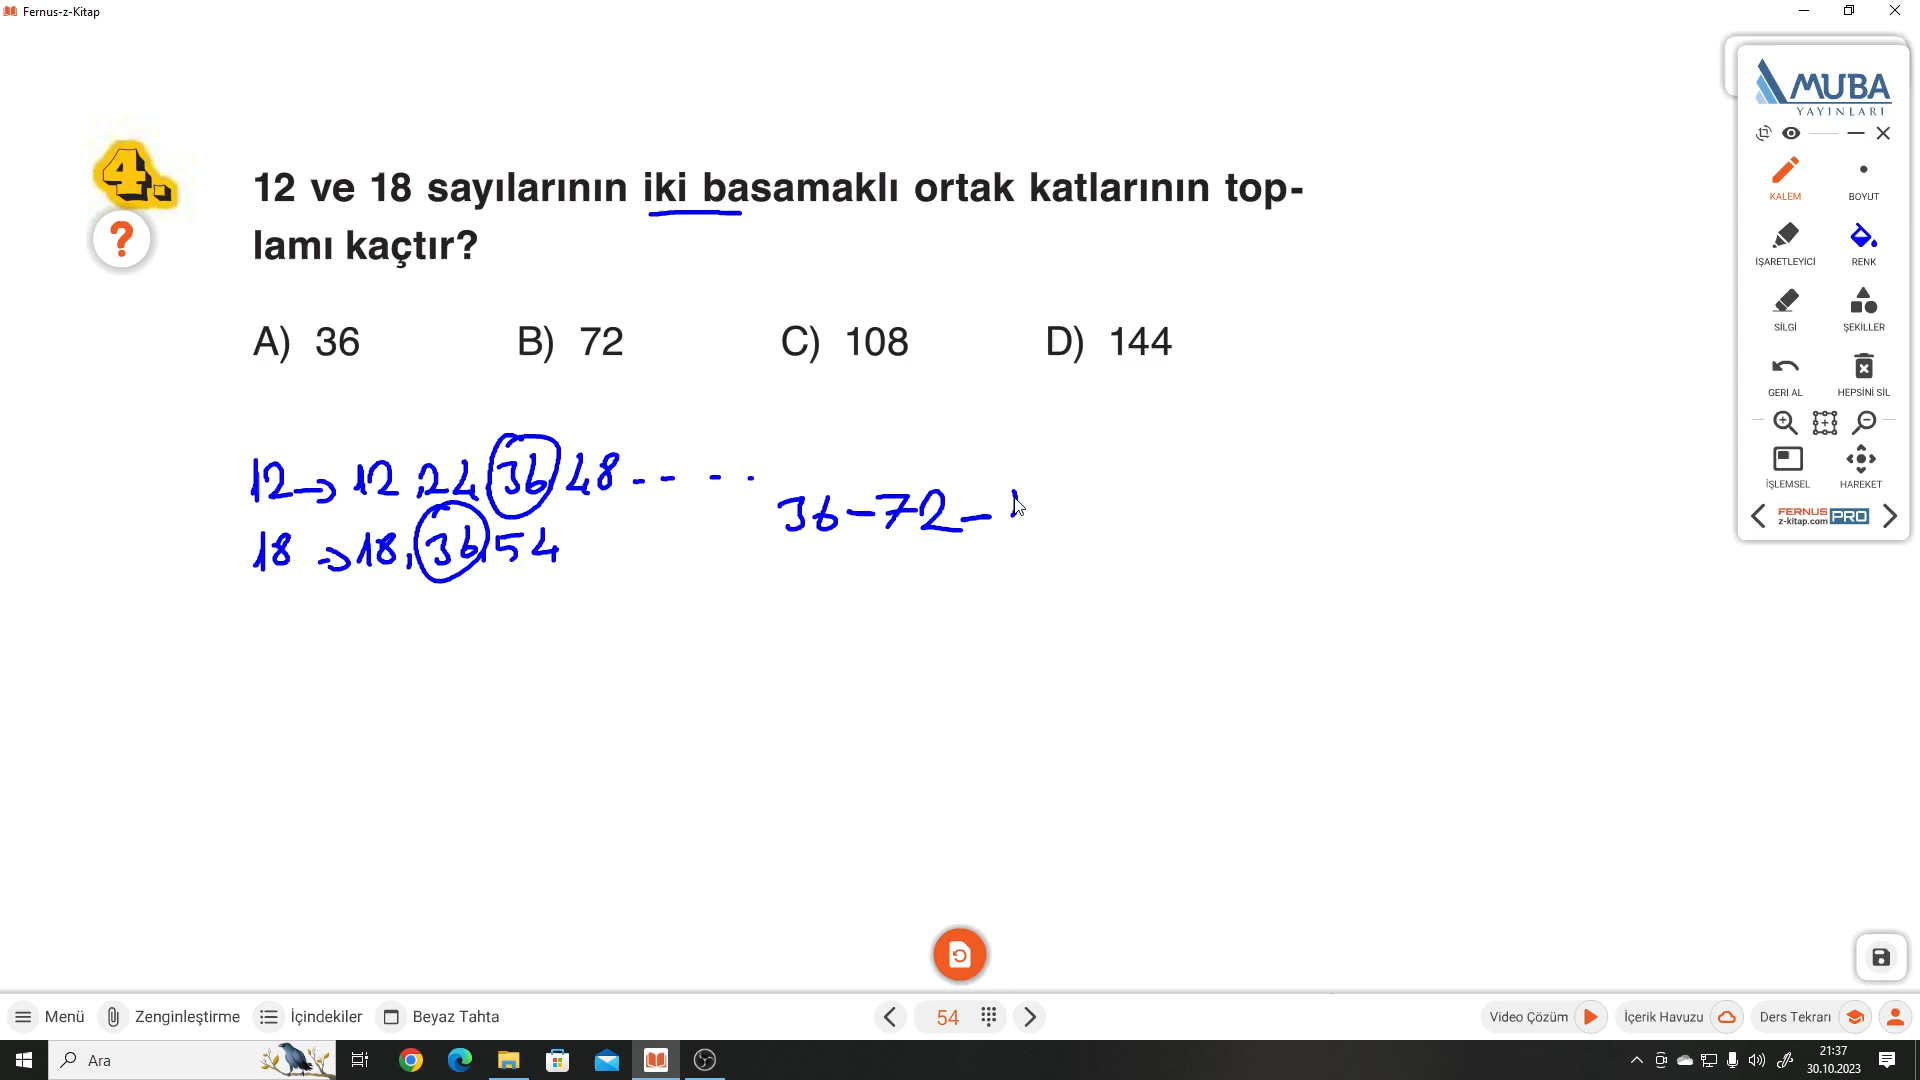 Fernus-z-Kitap
MUBA
YAYINLARI
4.
?
12 ve 18 sayılarının iki basamaklı ortak katlarının top-
lamı kaçtır?
A) 36 B) 72 C) 108 D) 144
12→12,24,36,48-- --
18→18,36,54
36-72-
KALEM BOYUT
İŞARETLEYİCİ RENK
SİLGİ ŞEKİLLER
GERİ AL HEPSİNİ SİL
İŞLEMSEL HAREKET
FERNUS
z-kitap.com PRO
Menü Zenginleştirme İçindekiler Beyaz Tahta 54 Video Çözüm İçerik Havuzu Ders Tekrarı
Ara
21:37
30.10.2023